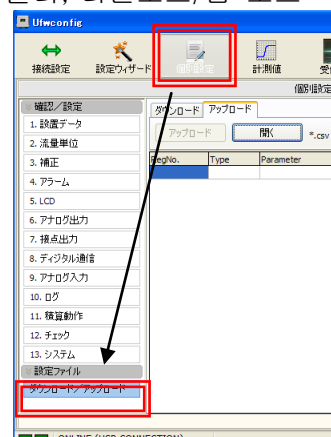 Ufwconfig
接続設定 設定ウィザード 個別設定 計測値
個別設定
確認／設定
ダウンロード アップロード
1. 設置データ
アップロード 開く *.csv
2. 流量単位
RegNo. Type Parameter
3. 補正
4. アラーム
5. LCD
6. アナログ出力
7. 接点出力
8. ディジタル通信
9. アナログ入力
10. ログ
11. 積算動作
12. チェック
13. システム
設定ファイル
ダウンロード／アップロード